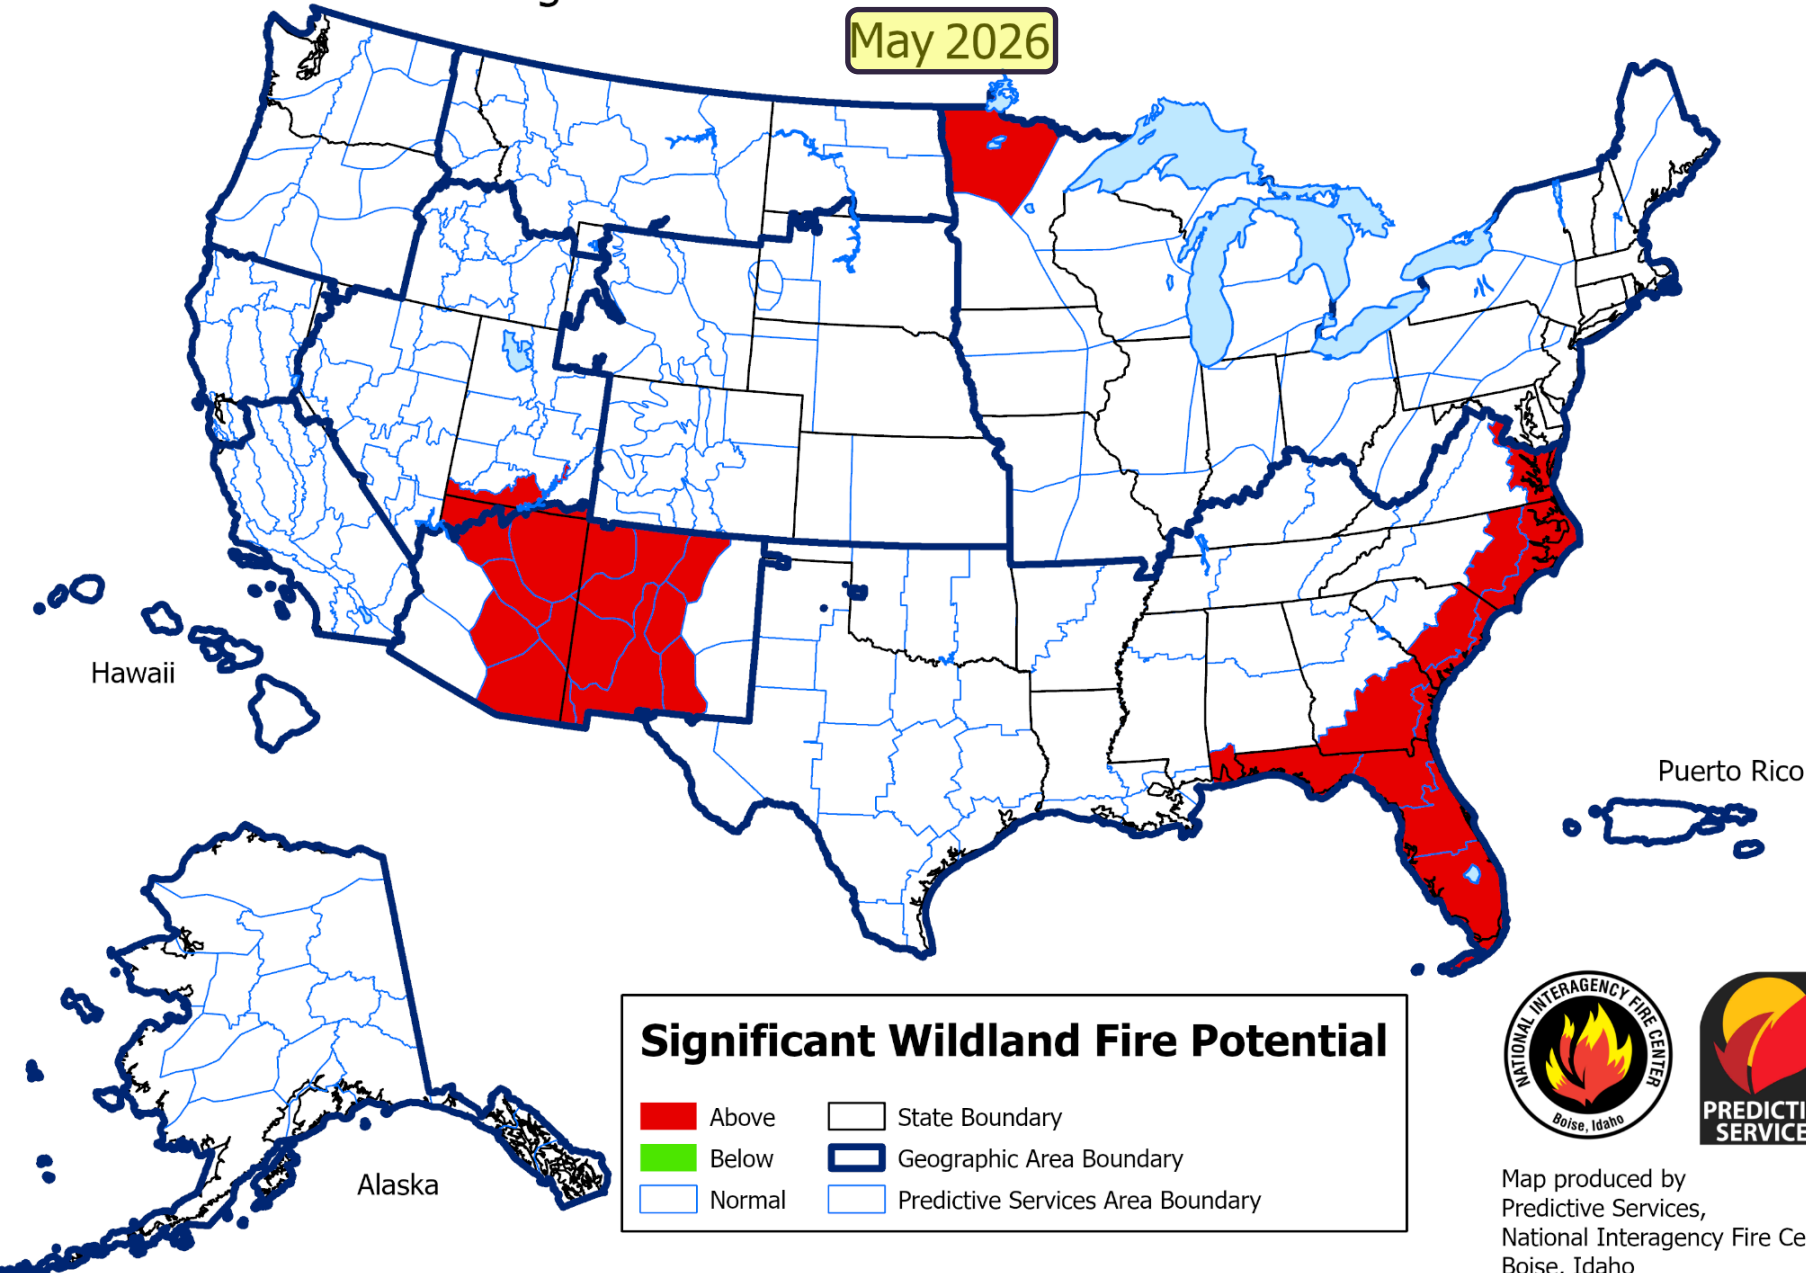 May 2026
Hawaii
Puerto Rico
Alaska
Significant Wildland Fire Potential
Above
State Boundary
Below
Geographic Area Boundary
Normal
Predictive Services Area Boundary
NATIONAL INTERAGENCY FIRE CENTER
Boise, Idaho
PREDICTI
SERVICE
Map produced by
Predictive Services,
National Interagency Fire Ce
Boise, Idaho